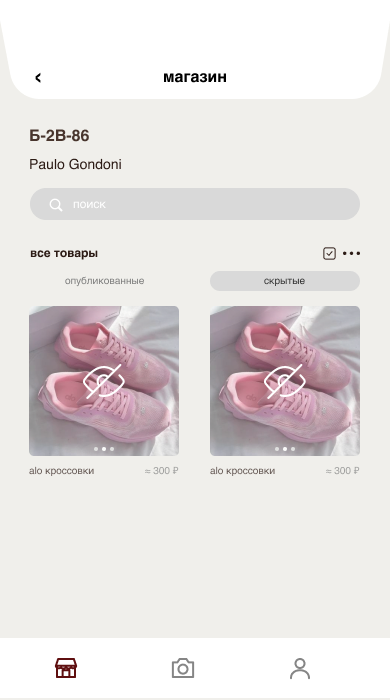 магазин
Б-2В-86
Paulo Gondoni
поиск
все товары
опубликованные
скрытые
alo кроссовки ≈ 300 ₽
alo кроссовки ≈ 300 ₽